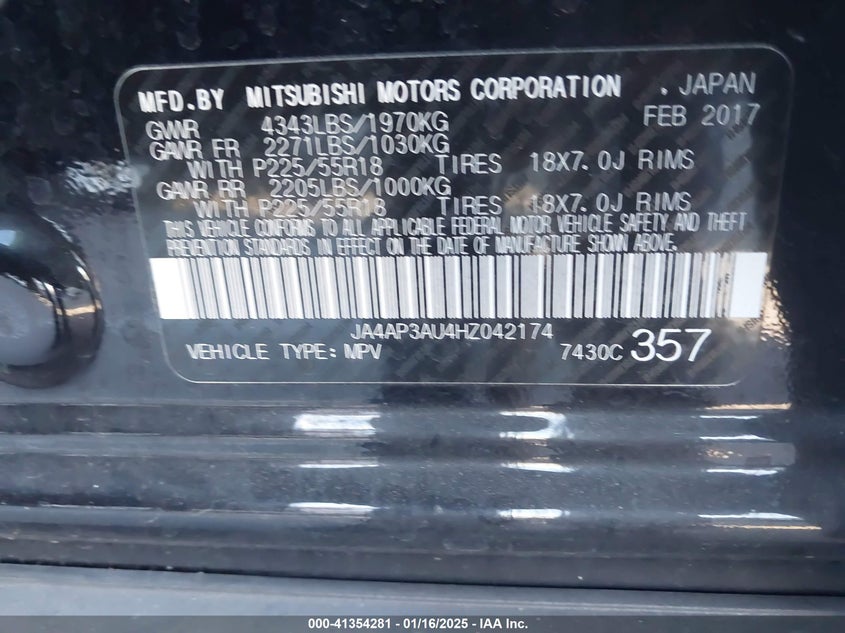 MFD.BY MITSUBISHI MOTORS CORPORATION . JAPAN
GVWR 4343LBS/1970KG FEB 2017
GAWR FR 2271LBS/1030KG
WITH P225/55R18 TIRES 18X7.0J RIMS
GAWR RR 2205LBS/1000KG
WITH P225/55R18 TIRES 18X7.0J RIMS
THIS VEHICLE CONFORMS TO ALL APPLICABLE FEDERAL MOTOR VEHICLE SAFETY AND THEFT
PREVENTION STANDARDS IN EFFECT ON THE DATE OF MANUFACTURE SHOWN ABOVE.
JA4AP3AU4HZ042174
VEHICLE TYPE: MPV 7430C 357
000-41354281 - 01/16/2025 - IAA Inc.